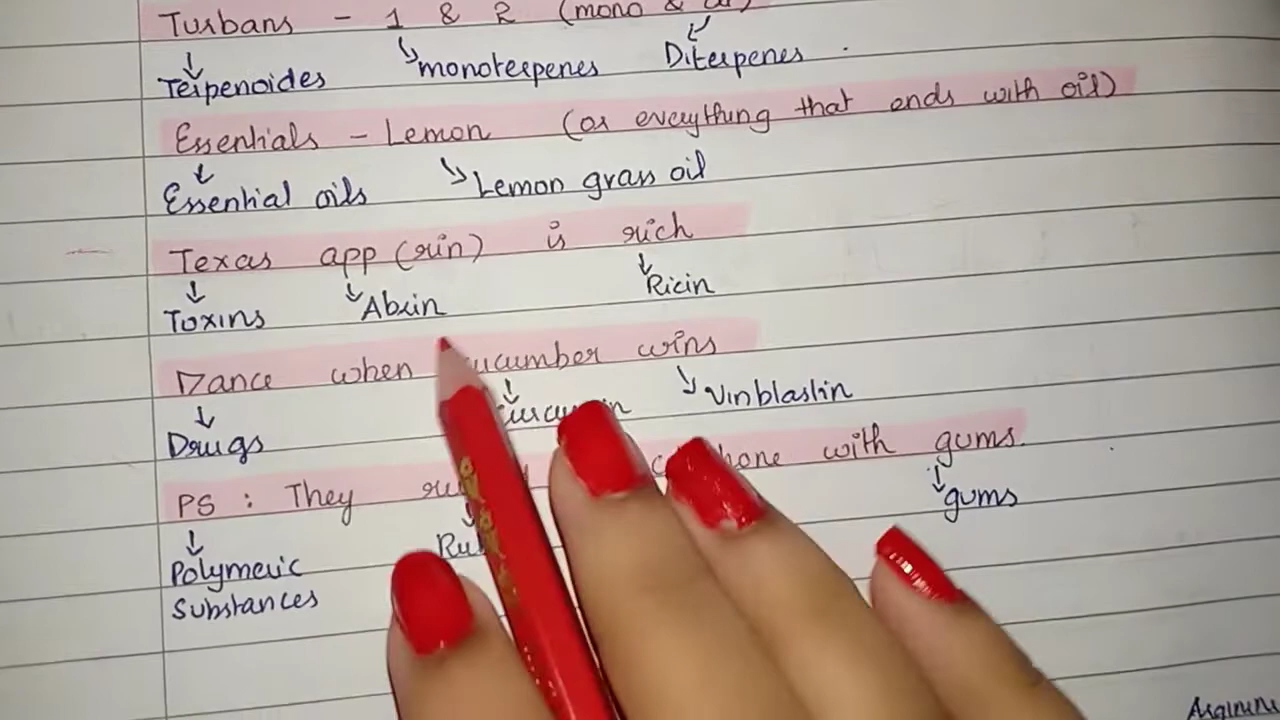 Turbans - 1 & 2 (mono & di)
Terpenoides monoterpenes Diterpenes .
Essentials - Lemon (or everything that ends with oil)
Essential oils Lemon grass oil
Texas app (rin) is rich
Ricin
Toxins Abrin
Dance when cucumber wins
Vinblastin
Drugs
PS : They with gums.
gums
Polymeric
Substances